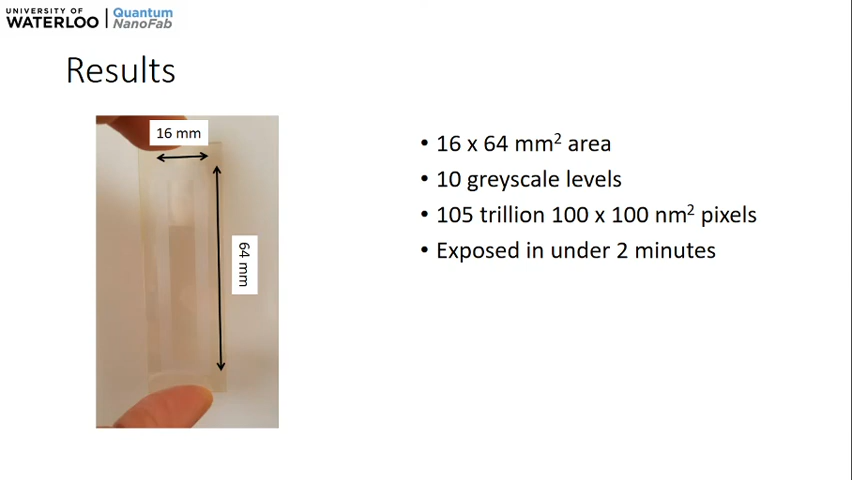 UNIVERSITY OF
WATERLOO
Quantum
NanoFab
Results
16 mm
64 mm
• 16 x 64 mm² area
• 10 greyscale levels
• 105 trillion 100 x 100 nm² pixels
• Exposed in under 2 minutes